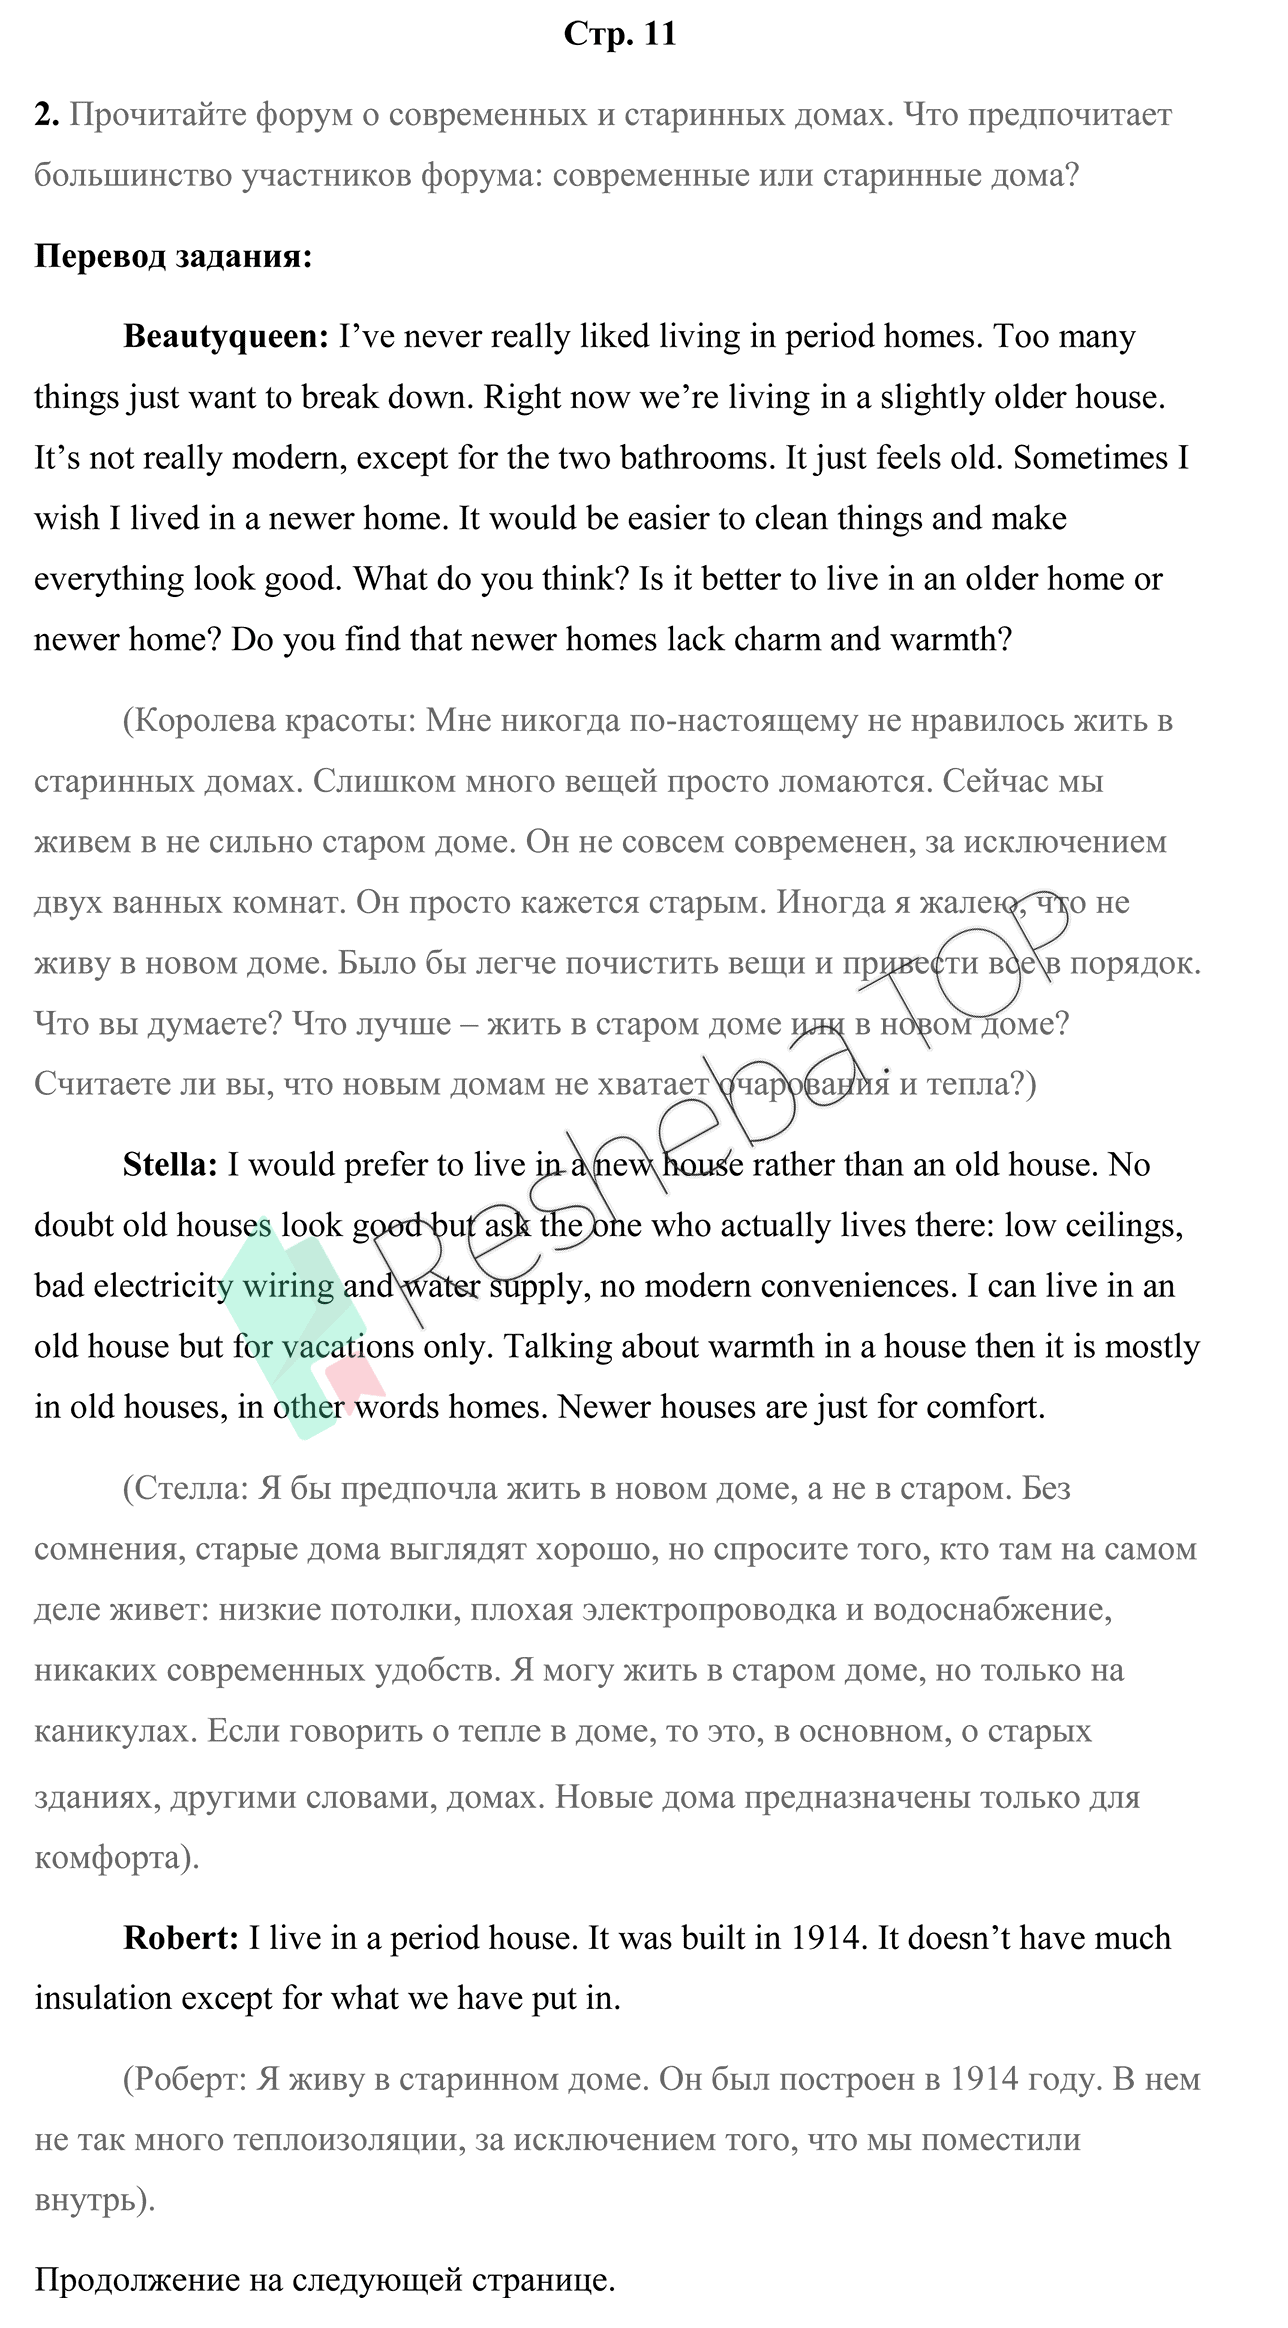 Стр. 11
2. Прочитайте форум о современных и старинных домах. Что предпочитает
большинство участников форума: современные или старинные дома?
Перевод задания:
Beautyqueen: I’ve never really liked living in period homes. Too many
things just want to break down. Right now we’re living in a slightly older house.
It’s not really modern, except for the two bathrooms. It just feels old. Sometimes I
wish I lived in a newer home. It would be easier to clean things and make
everything look good. What do you think? Is it better to live in an older home or
newer home? Do you find that newer homes lack charm and warmth?
(Королева красоты: Мне никогда по-настоящему не нравилось жить в
старинных домах. Слишком много вещей просто ломаются. Сейчас мы
живем в не сильно старом доме. Он не совсем современен, за исключением
двух ванных комнат. Он просто кажется старым. Иногда я жалею, что не
живу в новом доме. Было бы легче почистить вещи и привести все в порядок.
Что вы думаете? Что лучше – жить в старом доме или в новом доме?
Считаете ли вы, что новым домам не хватает очарования и тепла?)
Stella: I would prefer to live in a new house rather than an old house. No
doubt old houses look good but ask the one who actually lives there: low ceilings,
bad electricity wiring and water supply, no modern conveniences. I can live in an
old house but for vacations only. Talking about warmth in a house then it is mostly
in old houses, in other words homes. Newer houses are just for comfort.
(Стелла: Я бы предпочла жить в новом доме, а не в старом. Без
сомнения, старые дома выглядят хорошо, но спросите того, кто там на самом
деле живет: низкие потолки, плохая электропроводка и водоснабжение,
никаких современных удобств. Я могу жить в старом доме, но только на
каникулах. Если говорить о тепле в доме, то это, в основном, о старых
зданиях, другими словами, домах. Новые дома предназначены только для
комфорта).
Robert: I live in a period house. It was built in 1914. It doesn’t have much
insulation except for what we have put in.
(Роберт: Я живу в старинном доме. Он был построен в 1914 году. В нем
не так много теплоизоляции, за исключением того, что мы поместили
внутрь).
Продолжение на следующей странице.
Resheba.TOP